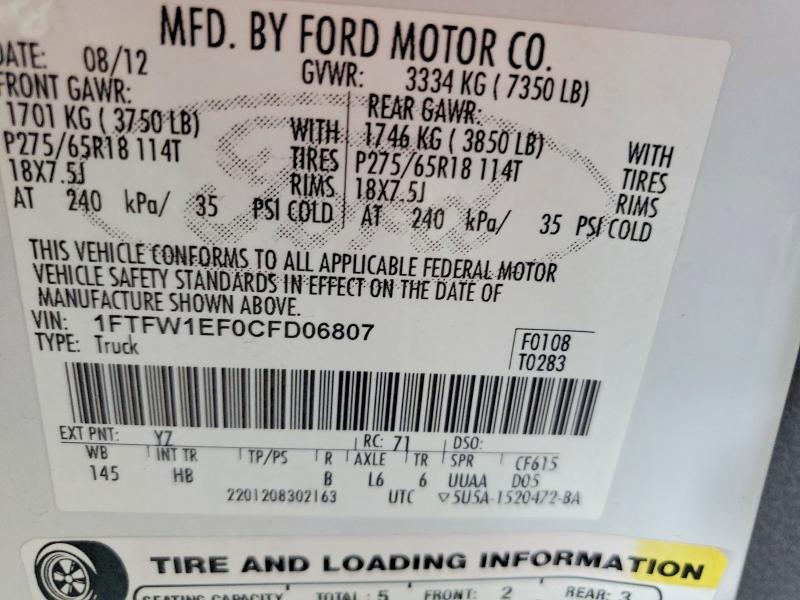 MFD. BY FORD MOTOR CO.
DATE: 08/12 GVWR: 3334 KG ( 7350 LB)
FRONT GAWR: REAR GAWR:
1701 KG ( 3750 LB) WITH 1746 KG ( 3850 LB) WITH
P275/65R18 114T TIRES P275/65R18 114T TIRES
18X7.5J RIMS 18X7.5J RIMS
AT 240 kPa/ 35 PSI COLD AT 240 kPa/ 35 PSI COLD
Ford
THIS VEHICLE CONFORMS TO ALL APPLICABLE FEDERAL MOTOR
VEHICLE SAFETY STANDARDS IN EFFECT ON THE DATE OF
MANUFACTURE SHOWN ABOVE.
VIN: 1FTFW1EF0CFD06807 F0108
TYPE: Truck T0283
EXT PNT: YZ RC: 71 DSO:
WB INT TR TP/PS R AXLE TR SPR CF615
145 HB B L6 6 UUAA D05
2201208302163 UTC ▽5U5A-1520472-BA
TIRE AND LOADING INFORMATION
SEATING CAPACITY TOTAL : 5 FRONT: 2 REAR: 3